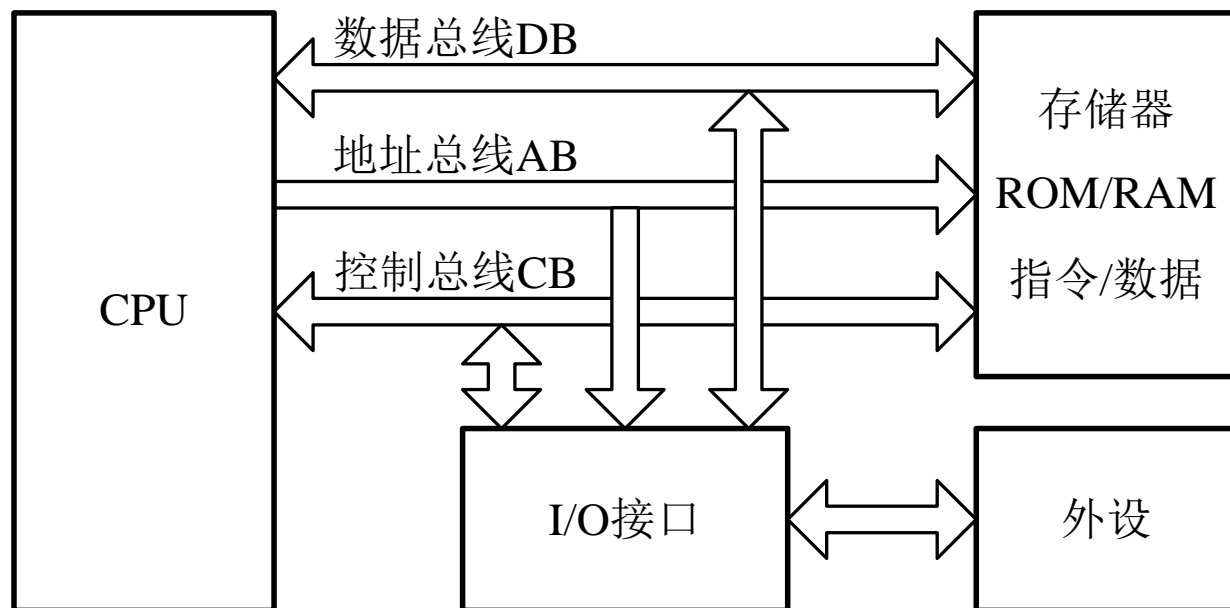 数据总线DB
地址总线AB
控制总线CB
CPU
存储器
ROM/RAM
指令/数据
I/O接口
外设